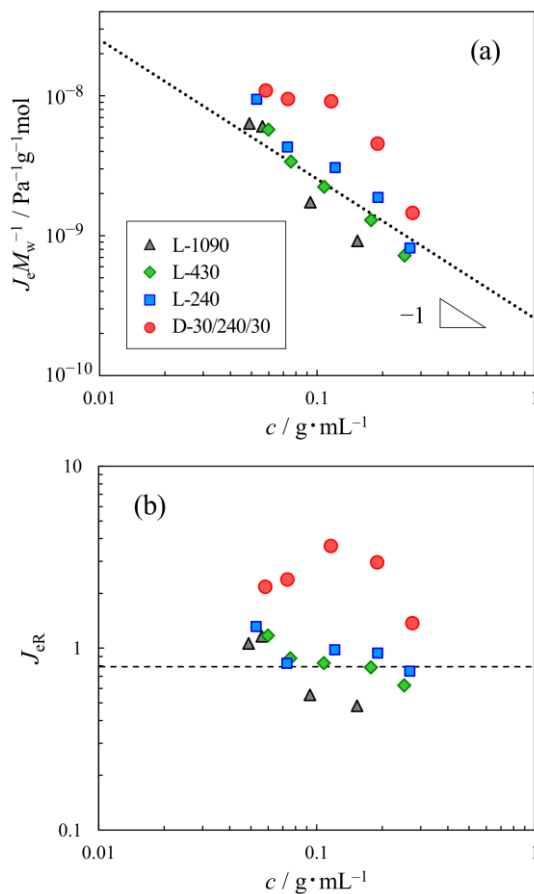 (a)
10⁻⁸
10⁻⁹
10⁻¹⁰
JₑM_w⁻¹ / Pa⁻¹g⁻¹mol
L-1090
L-430
L-240
D-30/240/30
−1
0.01
0.1
1
c / g・mL⁻¹
(b)
10
1
0.1
J_eR
0.01
0.1
1
c / g・mL⁻¹